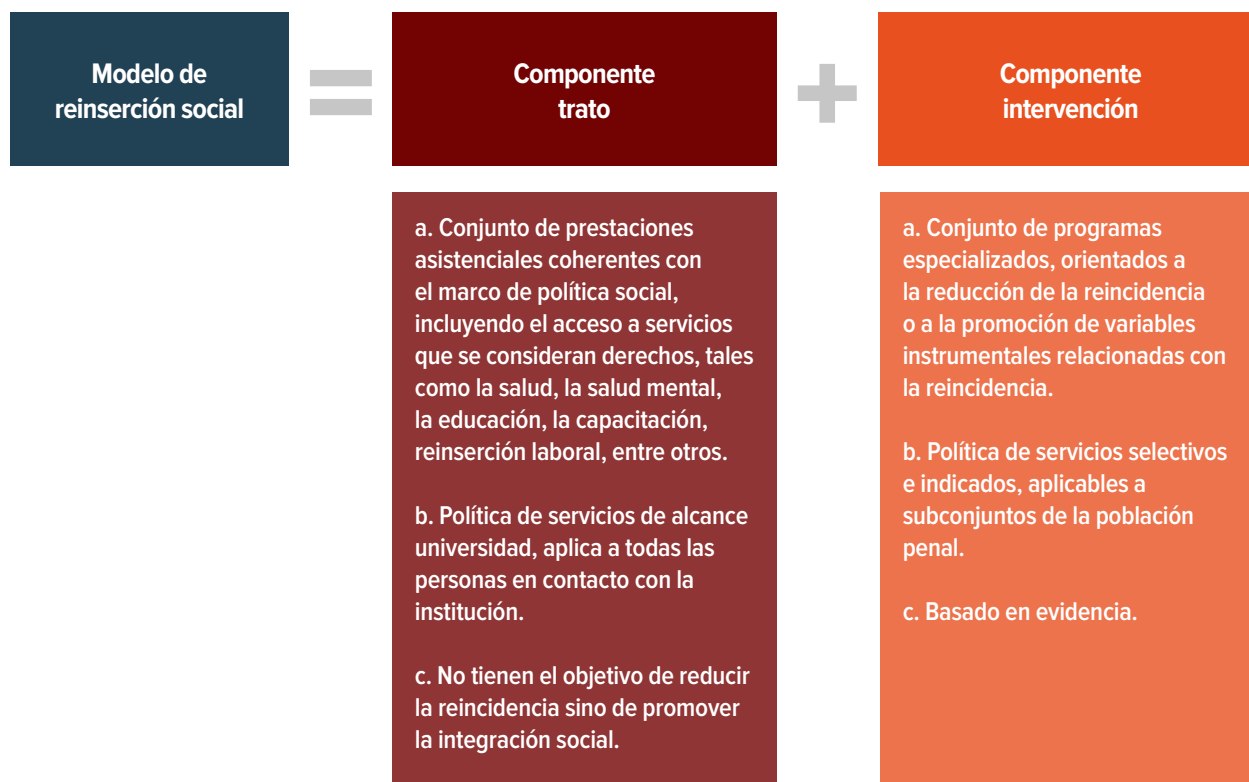 Modelo de
reinserción social
=
Componente
trato
+
Componente
intervención
a. Conjunto de prestaciones
asistenciales coherentes con
el marco de política social,
incluyendo el acceso a servicios
que se consideran derechos, tales
como la salud, la salud mental,
la educación, la capacitación,
reinserción laboral, entre otros.
b. Política de servicios de alcance
universidad, aplica a todas las
personas en contacto con la
institución.
c. No tienen el objetivo de reducir
la reincidencia sino de promover
la integración social.
a. Conjunto de programas
especializados, orientados a
la reducción de la reincidencia
o a la promoción de variables
instrumentales relacionadas con
la reincidencia.
b. Política de servicios selectivos
e indicados, aplicables a
subconjuntos de la población
penal.
c. Basado en evidencia.